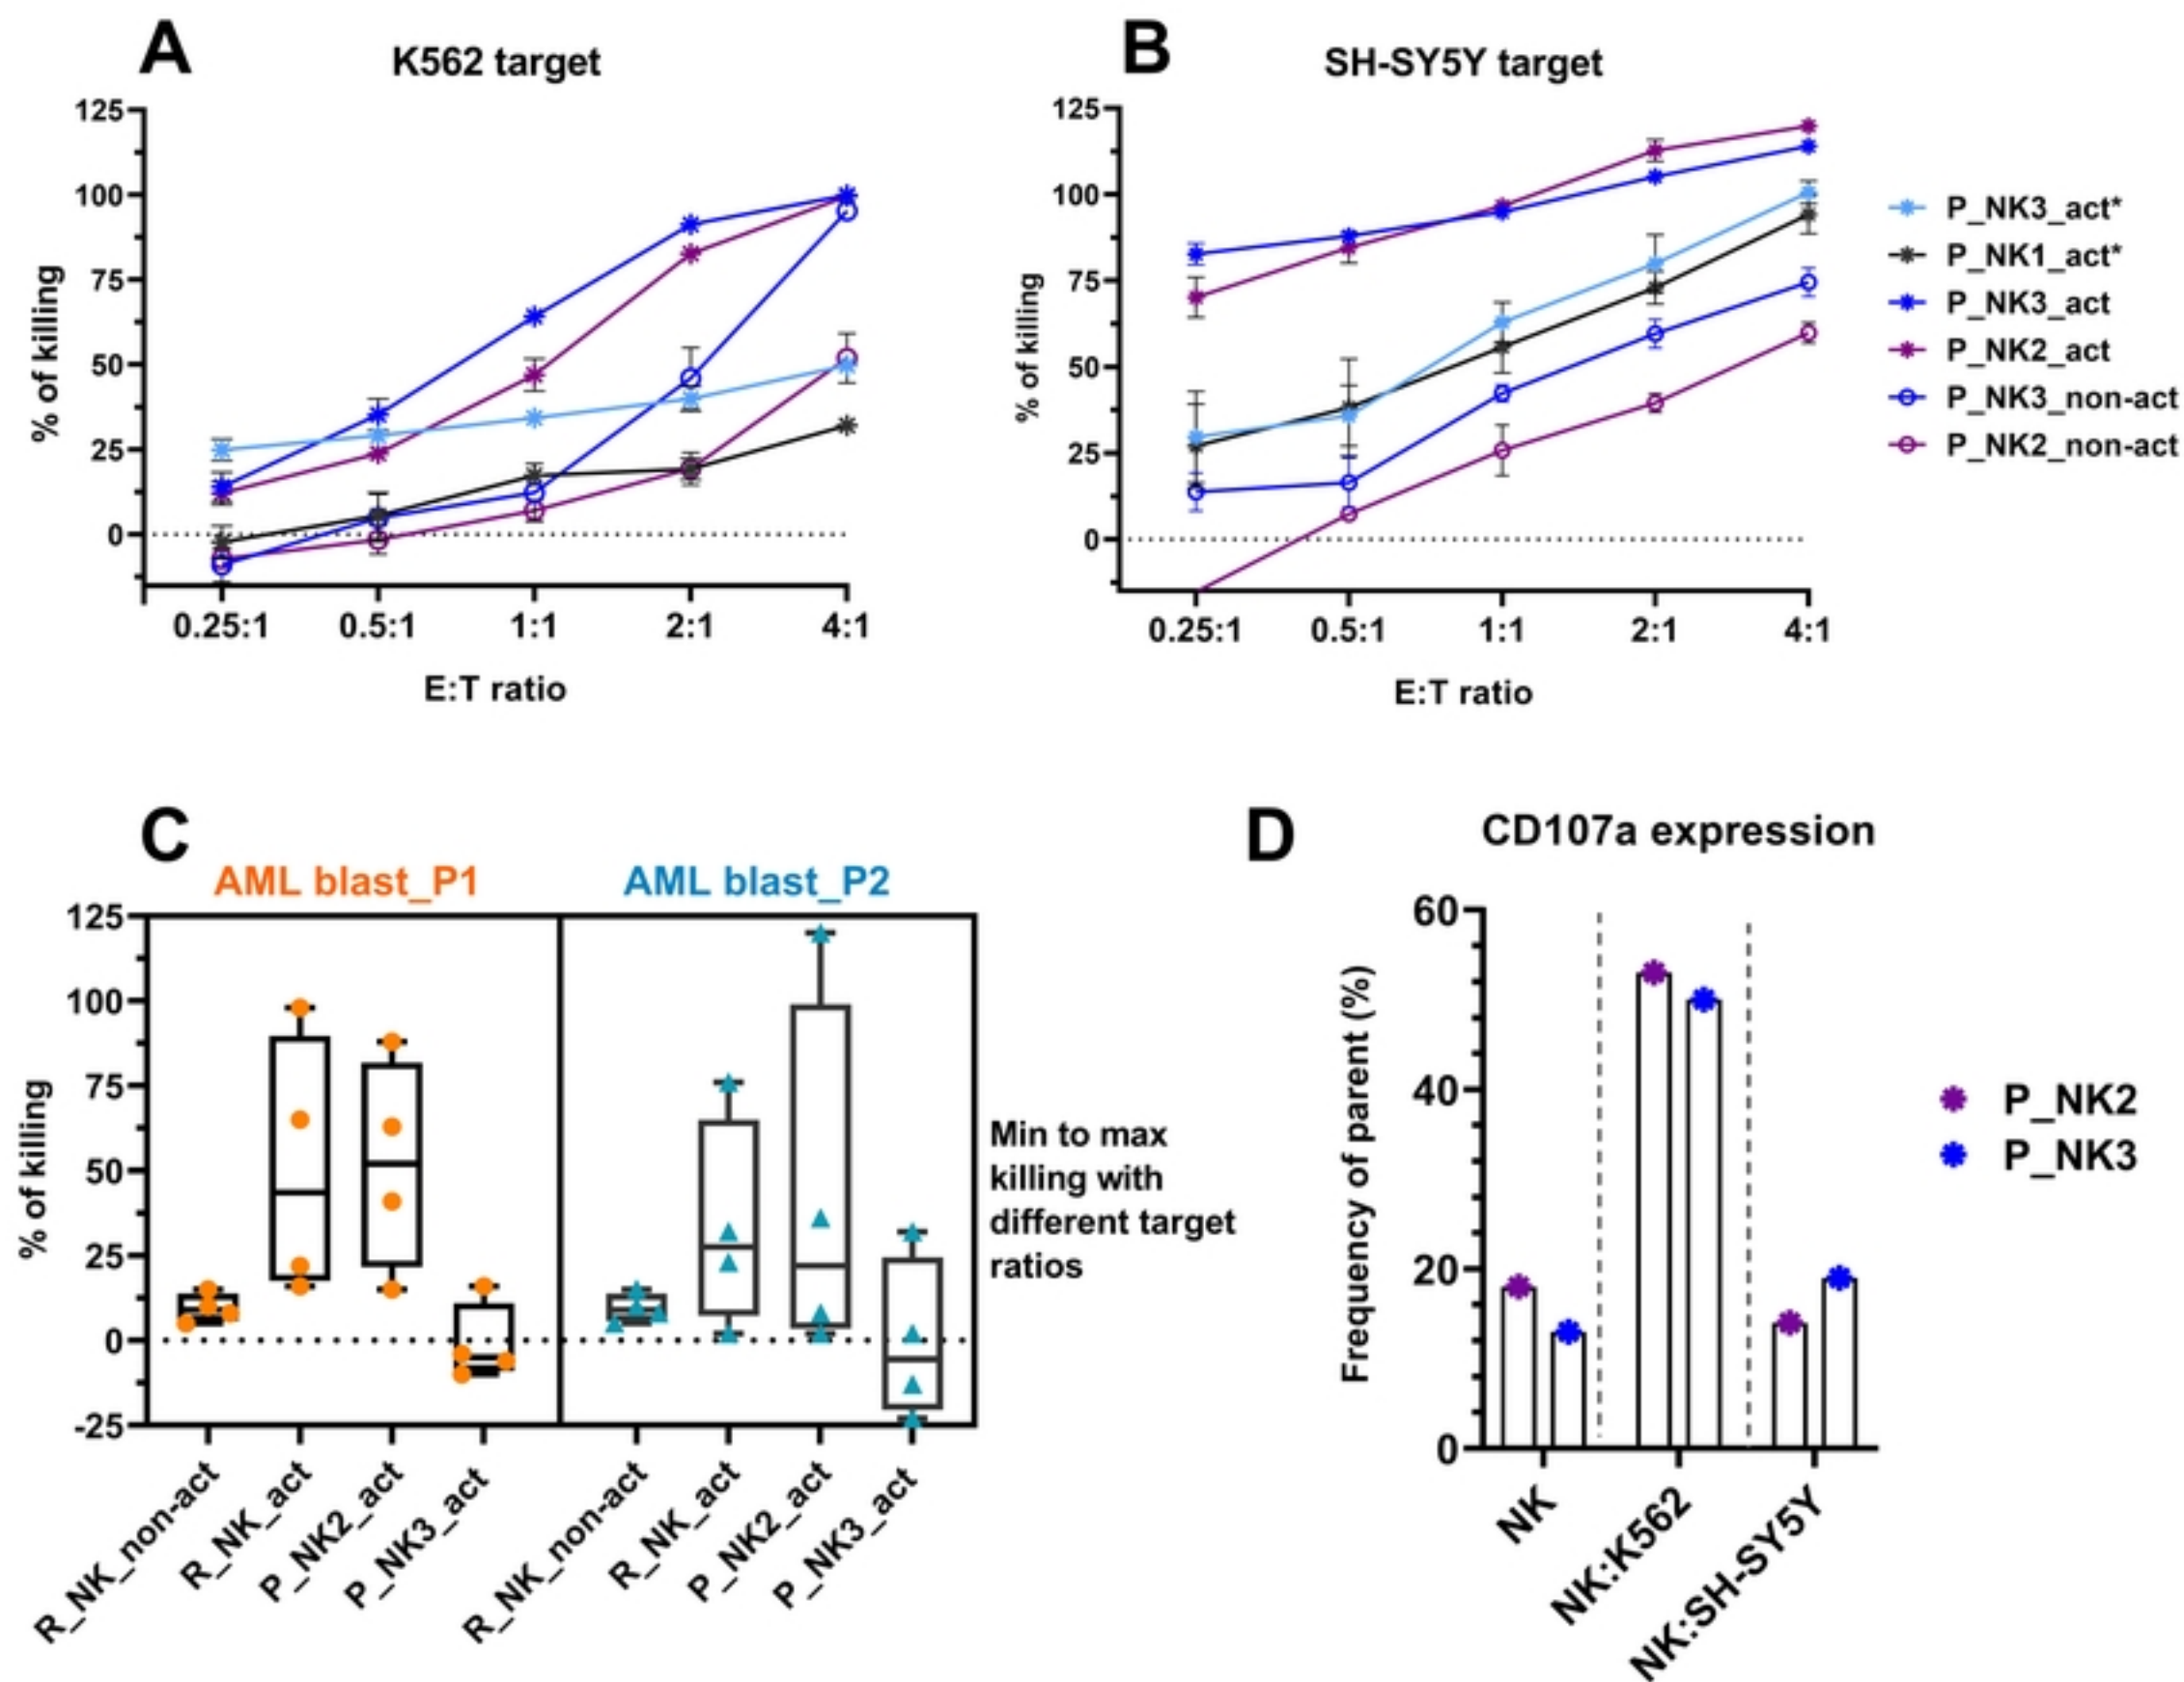 A
K562 target
125
100
75
50
25
0
% of killing
0.25:1
0.5:1
1:1
2:1
4:1
E:T ratio
B
SH-SY5Y target
125
100
75
50
25
0
% of killing
0.25:1
0.5:1
1:1
2:1
4:1
E:T ratio
P_NK3_act*
P_NK1_act*
P_NK3_act
P_NK2_act
P_NK3_non-act
P_NK2_non-act
C
AML blast_P1
AML blast_P2
125
100
75
50
25
0
-25
% of killing
R_NK_non-act
R_NK_act
P_NK2_act
P_NK3_act
R_NK_non-act
R_NK_act
P_NK2_act
P_NK3_act
Min to max
killing with
different target
ratios
D
CD107a expression
60
40
20
0
Frequency of parent (%)
NK
NK:K562
NK:SH-SY5Y
P_NK2
P_NK3